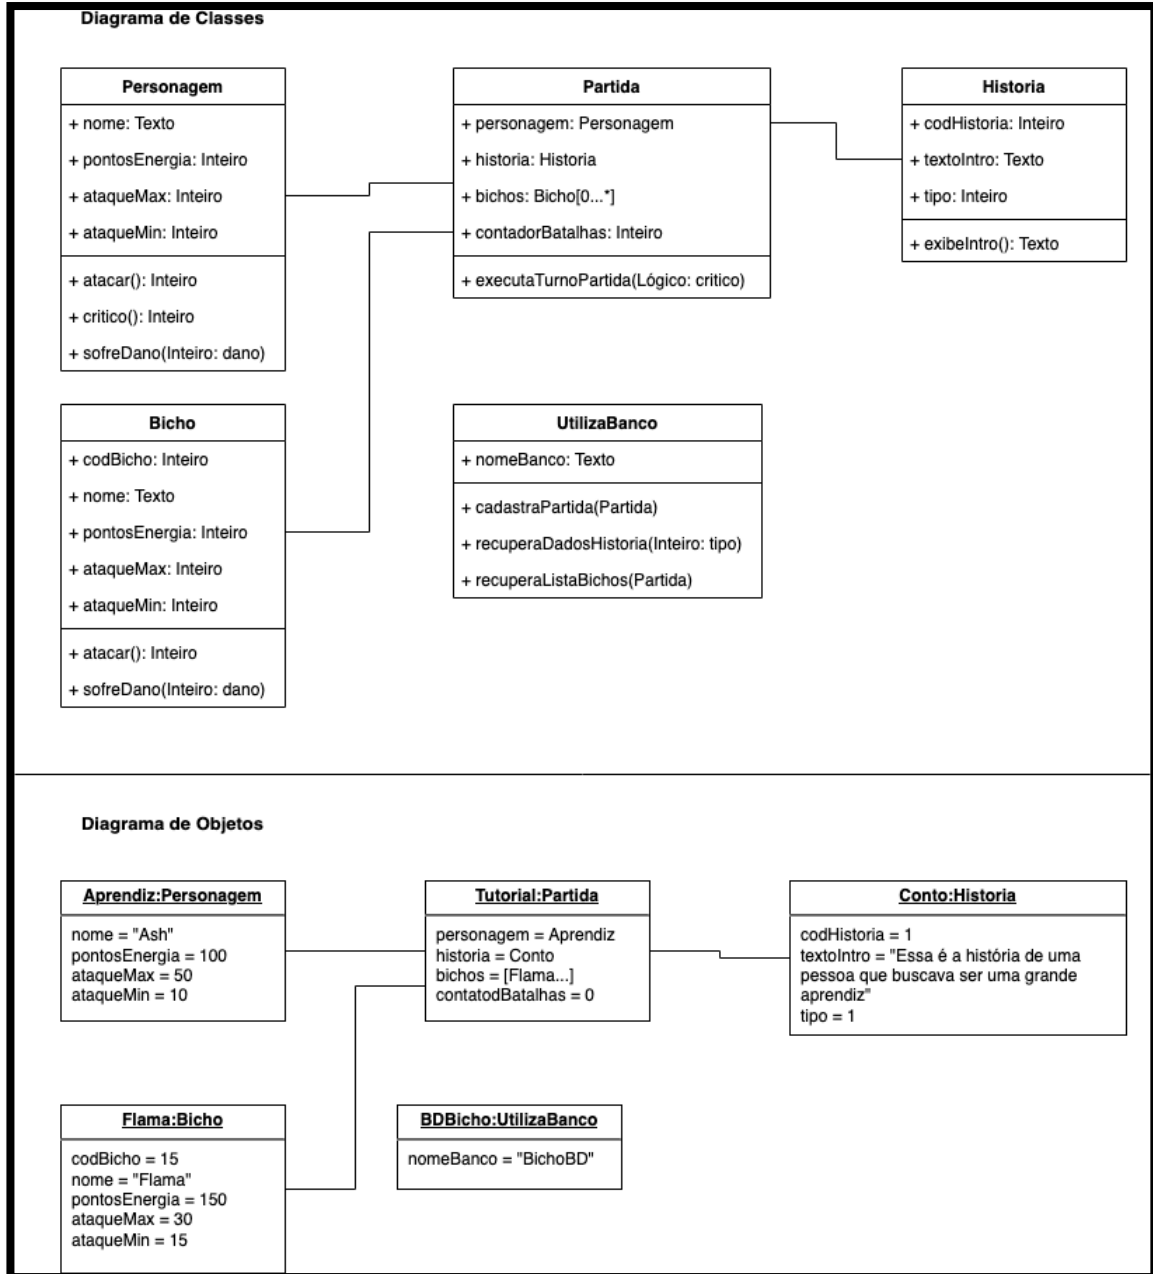 Diagrama de Classes
Personagem
+ nome: Texto
+ pontosEnergia: Inteiro
+ ataqueMax: Inteiro
+ ataqueMin: Inteiro
+ atacar(): Inteiro
+ critico(): Inteiro
+ sofreDano(Inteiro: dano)
Partida
+ personagem: Personagem
+ historia: Historia
+ bichos: Bicho[0...*]
+ contadorBatalhas: Inteiro
+ executaTurnoPartida(Lógico: critico)
Historia
+ codHistoria: Inteiro
+ textoIntro: Texto
+ tipo: Inteiro
+ exibeIntro(): Texto
Bicho
+ codBicho: Inteiro
+ nome: Texto
+ pontosEnergia: Inteiro
+ ataqueMax: Inteiro
+ ataqueMin: Inteiro
+ atacar(): Inteiro
+ sofreDano(Inteiro: dano)
UtilizaBanco
+ nomeBanco: Texto
+ cadastraPartida(Partida)
+ recuperaDadosHistoria(Inteiro: tipo)
+ recuperaListaBichos(Partida)
Diagrama de Objetos
Aprendiz:Personagem
nome = "Ash"
pontosEnergia = 100
ataqueMax = 50
ataqueMin = 10
Tutorial:Partida
personagem = Aprendiz
historia = Conto
bichos = [Flama...]
contatodBatalhas = 0
Conto:Historia
codHistoria = 1
textoIntro = "Essa é a história de uma
pessoa que buscava ser uma grande
aprendiz"
tipo = 1
Flama:Bicho
codBicho = 15
nome = "Flama"
pontosEnergia = 150
ataqueMax = 30
ataqueMin = 15
BDBicho:UtilizaBanco
nomeBanco = "BichoBD"